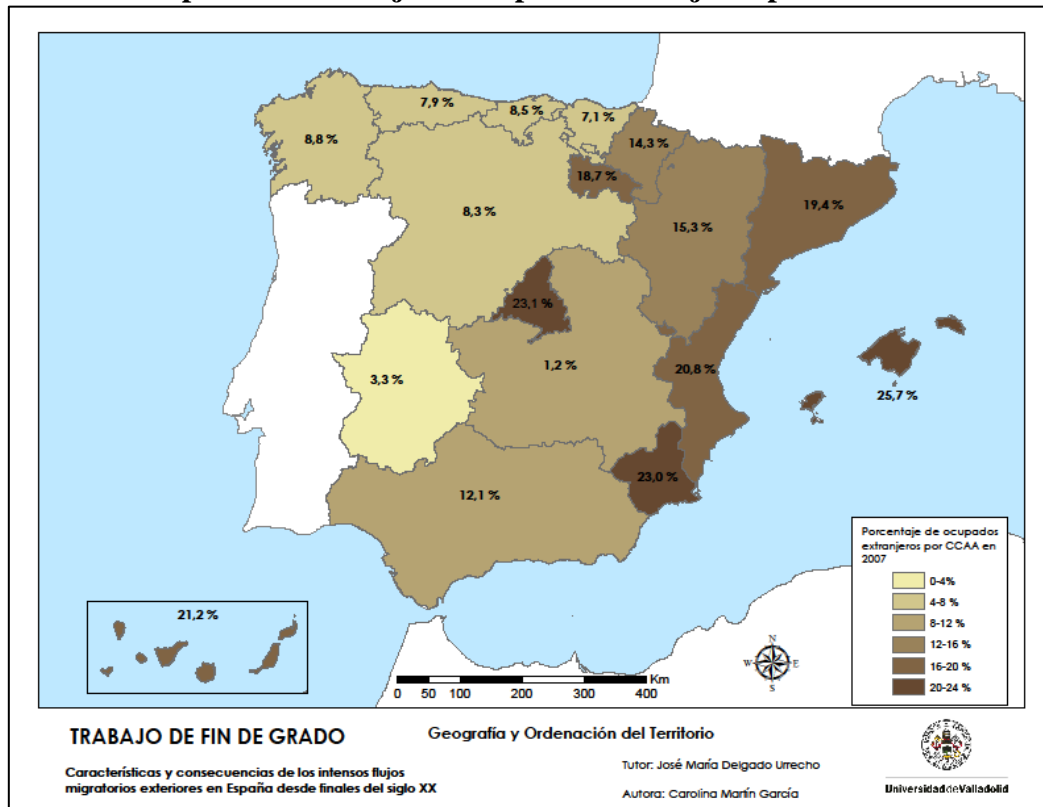 7,9 %
8,5 %
7,1 %
8,8 %
14,3 %
18,7 %
19,4 %
8,3 %
15,3 %
23,1 %
1,2 %
20,8 %
3,3 %
25,7 %
23,0 %
12,1 %
21,2 %
Porcentaje de ocupados
extranjeros por CCAA en
2007
0-4%
4-8 %
8-12 %
12-16 %
16-20 %
20-24 %
N
W
E
S
Km
0 50 100 200 300 400
TRABAJO DE FIN DE GRADO
Geografía y Ordenación del Territorio
Características y consecuencias de los intensos flujos
migratorios exteriores en España desde finales del siglo XX
Tutor: José María Delgado Urrecho
Autora: Carolina Martín García
Universidad de Valladolid